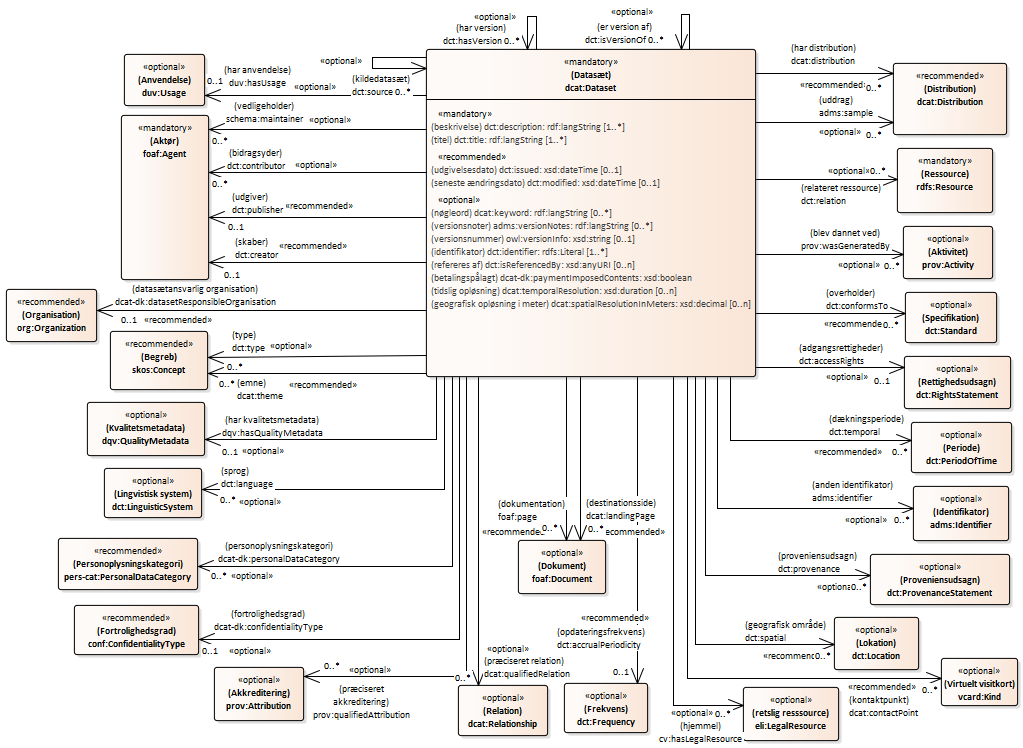 «optional»
(har version)
dct:hasVersion 0..*
«optional»
(er version af)
dct:isVersionOf 0..*
«mandatory»
(Datasæt)
dcat:Dataset
«mandatory»
(beskrivelse) dct:description: rdf:langString [1..*]
(titel) dct:title: rdf:langString [1..*]
«recommended»
(udgivelsesdato) dct:issued: xsd:dateTime [0..1]
(seneste ændringsdato) dct:modified: xsd:dateTime [0..1]
«optional»
(nøgleord) dcat:keyword: rdf:langString [0..*]
(versionsnoter) adms:versionNotes: rdf:langString [0..*]
(versionsnummer) owl:versionInfo: xsd:string [0..1]
(identifikator) dct:identifier: rdfs:Literal [1..*]
(refereres af) dct:isReferencedBy: xsd:anyURI [0..n]
(betalingspålagt) dcat-dk:paymentImposedContents: xsd:boolean
(tidslig opløsning) dcat:temporalResolution: xsd:duration [0..n]
(geografisk opløsning i meter) dcat:spatialResolutionInMeters: xsd:decimal [0..n]
«optional»
(kildedatasæt)
dct:source 0..*
«optional»
(Anvendelse)
duv:Usage
(har anvendelse)
0..1 duv:hasUsage «optional»
«mandatory»
(Aktør)
foaf:Agent
(vedligeholder)
schema:maintainer «optional»
0..*
(bidragsyder)
dct:contributor «optional»
0..*
(udgiver)
dct:publisher «recommended»
0..1
(skaber)
dct:creator «recommended»
0..1
«recommended»
(Organisation)
org:Organization
(datasætansvarlig organisation)
dcat-dk:datasetResponsibleOrganisation
0..1 «recommended»
«recommended»
(Begreb)
skos:Concept
(type)
dct:type «optional»
0..*
0..* (emne) «recommended»
dcat:theme
«optional»
(Kvalitetsmetadata)
dqv:QualityMetadata
(har kvalitetsmetadata)
dqv:hasQualityMetadata
0..1 «optional»
«optional»
(Lingvistisk system)
dct:LinguisticSystem
(sprog)
dct:language
0..* «optional»
«recommended»
(Personoplysningskategori)
pers-cat:PersonalDataCategory
(personoplysningskategori)
dcat-dk:personalDataCategory
0..* «optional»
«recommended»
(Fortrolighedsgrad)
conf:ConfidentialityType
(fortrolighedsgrad)
dcat-dk:confidentialityType
0..1 «optional»
«optional»
(Akkreditering)
prov:Attribution
0..* «optional»
(præciseret
akkreditering)
prov:qualifiedAttribution
«optional»
(præciseret relation)
dcat:qualifiedRelation
0..*
«optional»
(Relation)
dcat:Relationship
(dokumentation)
foaf:page
0..*
(destinationsside)
dcat:landingPage
0..*
«optional»
(Dokument)
foaf:Document
«recommended»
(opdateringsfrekvens)
dct:accrualPeriodicity
0..1
«optional»
(Frekvens)
dct:Frequency
(har distribution)
dcat:distribution
«recommended» 0..*
(uddrag)
adms:sample
«optional» 0..*
«recommended»
(Distribution)
dcat:Distribution
«optional» 0..*
(relateret ressource)
dct:relation
«mandatory»
(Ressource)
rdfs:Resource
(blev dannet ved)
prov:wasGeneratedBy
«optional» 0..*
«optional»
(Aktivitet)
prov:Activity
(overholder)
dct:conformsTo
«recommende 0..*
«optional»
(Specifikation)
dct:Standard
(adgangsrettigheder)
dct:accessRights
«optional» 0..1
«optional»
(Rettighedsudsagn)
dct:RightsStatement
(dækningsperiode)
dct:temporal
«recommended» 0..*
«optional»
(Periode)
dct:PeriodOfTime
(anden identifikator)
adms:identifier
«optional» 0..*
«optional»
(Identifikator)
adms:Identifier
(proveniensudsagn)
dct:provenance
«optional 0..*
«optional»
(Proveniensudsagn)
dct:ProvenanceStatement
(geografisk område)
dct:spatial
«recommen 0..*
«optional»
(Lokation)
dct:Location
«recommended» 0..*
(kontaktpunkt)
dcat:contactPoint
«optional»
(Virtuelt visitkort)
vcard:Kind
«optional» 0..*
(hjemmel)
cv:hasLegalResource
«optional»
(retslig resssource)
eli:LegalResource